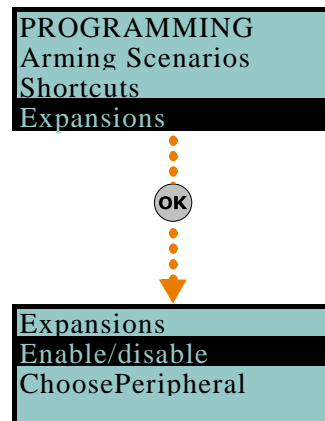 PROGRAMMING
Arming Scenarios
Shortcuts
Expansions
OK
Expansions
Enable/disable
ChoosePeripheral